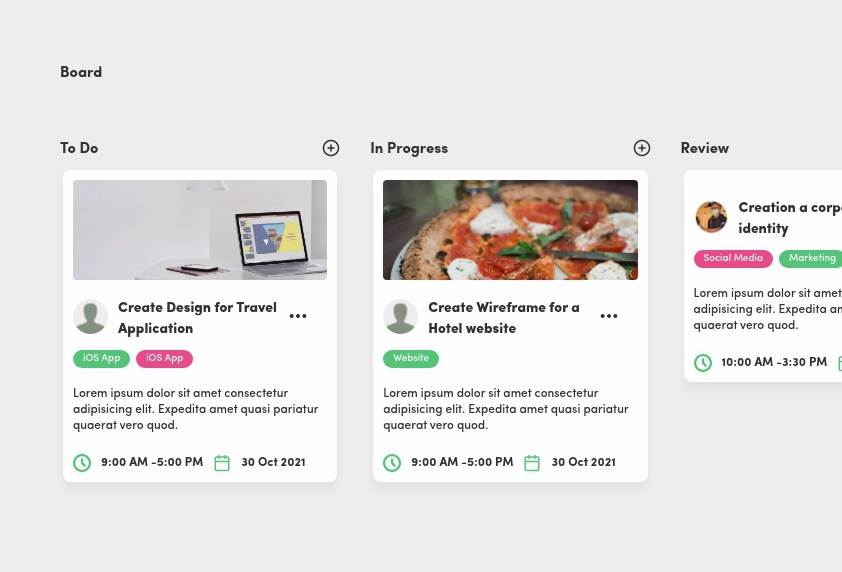 Board
To Do
In Progress
Review
Create Design for Travel
Application
iOS App
iOS App
Lorem ipsum dolor sit amet consectetur
adipisicing elit. Expedita amet quasi pariatur
quaerat vero quod.
9:00 AM -5:00 PM
30 Oct 2021
Create Wireframe for a
Hotel website
Website
Lorem ipsum dolor sit amet consectetur
adipisicing elit. Expedita amet quasi pariatur
quaerat vero quod.
9:00 AM -5:00 PM
30 Oct 2021
Creation a corp
identity
Social Media
Marketing
Lorem ipsum dolor sit amet
adipisicing elit. Expedita
quaerat vero quod.
10:00 AM -3:30 PM